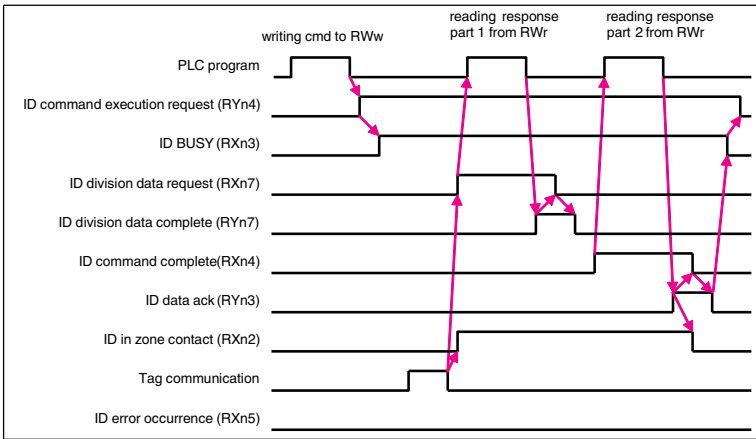 reading response
part 1 from RWr
reading response
part 2 from RWr
writing cmd to RWw
PLC program
ID command execution request (RYn4)
ID BUSY (RXn3)
ID division data request (RXn7)
ID division data complete (RYn7)
ID command complete(RXn4)
ID data ack (RYn3)
ID in zone contact (RXn2)
Tag communication
ID error occurrence (RXn5)